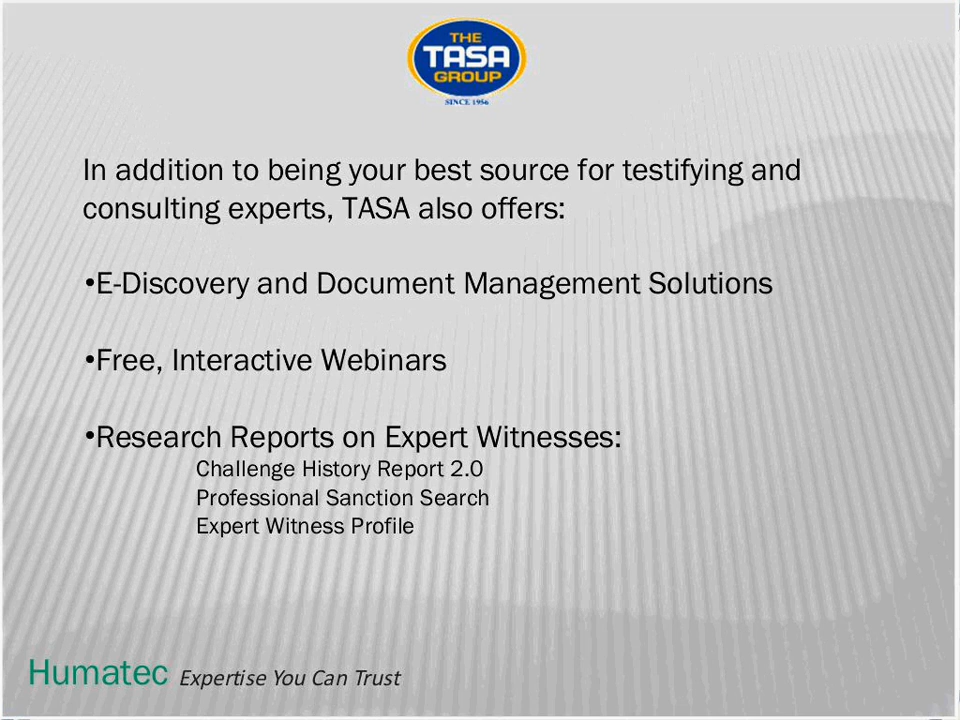 THE
TASA
GROUP
SINCE 1956
In addition to being your best source for testifying and
consulting experts, TASA also offers:
•E-Discovery and Document Management Solutions
•Free, Interactive Webinars
•Research Reports on Expert Witnesses:
Challenge History Report 2.0
Professional Sanction Search
Expert Witness Profile
Humatec Expertise You Can Trust